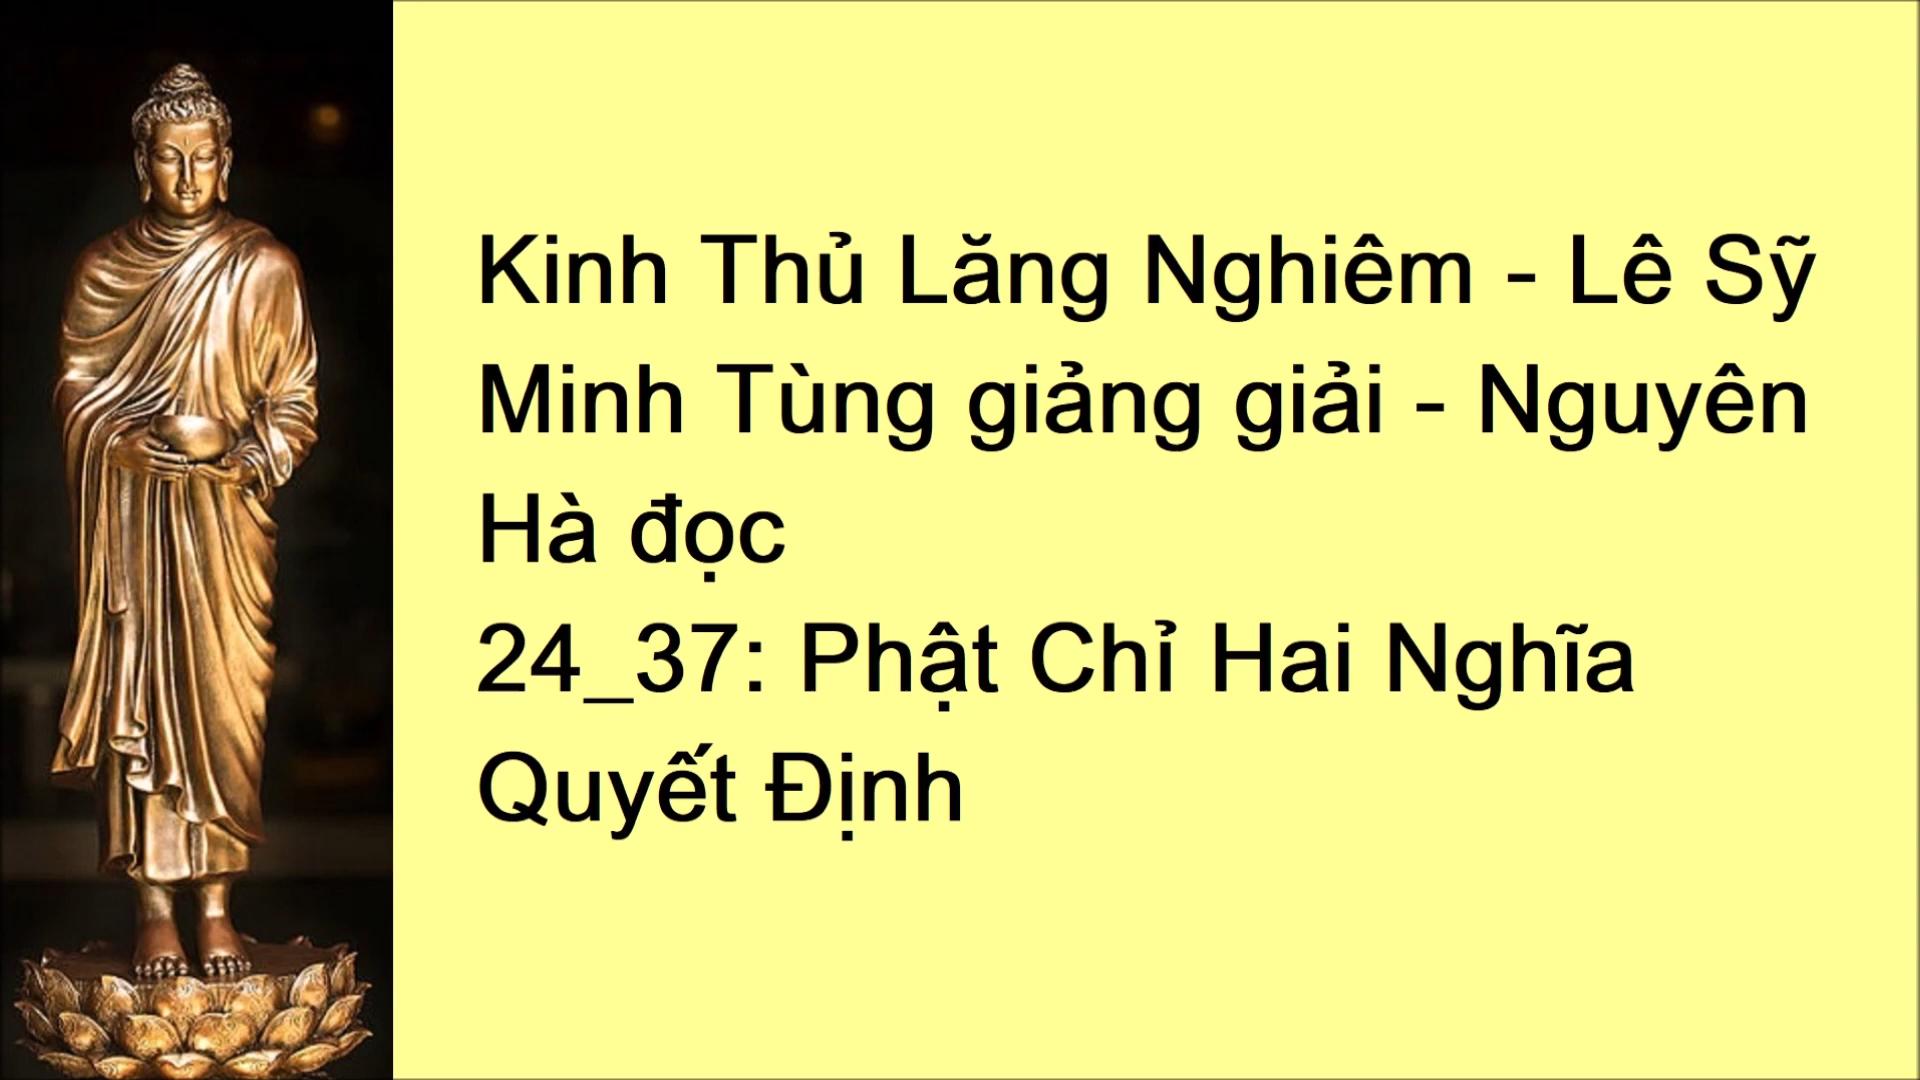 Kinh Thủ Lăng Nghiêm - Lê Sỹ
Minh Tùng giảng giải - Nguyên
Hà đọc
24_37: Phật Chỉ Hai Nghĩa
Quyết Định